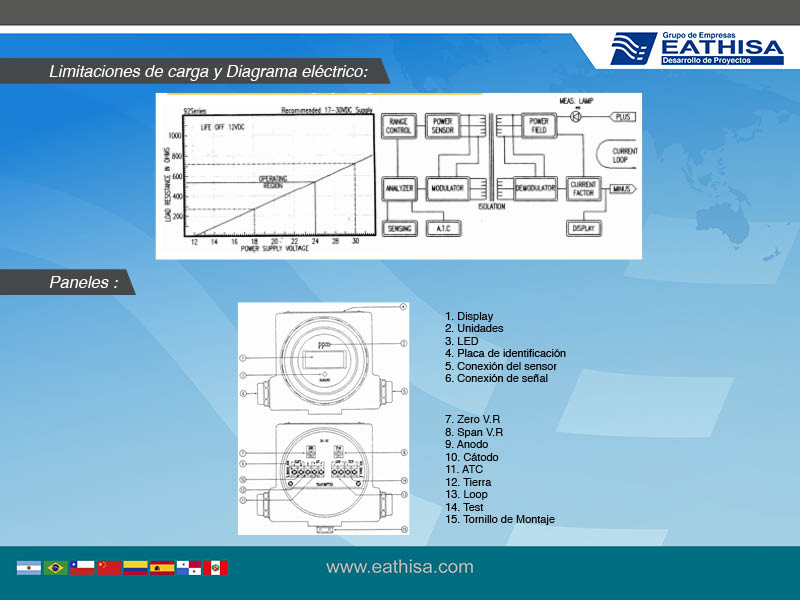 Grupo de Empresas
EATHISA
Desarrollo de Proyectos
Limitaciones de carga y Diagrama eléctrico:
92Series
Recommended 17-30VDC Supply
LIFE OFF 12VDC
LOAD RESISTANCE IN OHMS
1000
800
600
400
200
OPERATING
REGION
12 14 16 18 20 22 24 26 28 30
POWER SUPPLY VOLTAGE
MEAS. LAMP
RANGE
CONTROL
POWER
SENSOR
POWER
FIELD
PLUS
CURRENT
LOOP
ANALYZER
MODULATOR
DEMODULATOR
CURRENT
FACTOR
MINUS
ISOLATION
SENSING
A.T.C
DISPLAY
Paneles :
ppm
1. Display
2. Unidades
3. LED
4. Placa de identificación
5. Conexión del sensor
6. Conexión de señal
7. Zero V.R
8. Span V.R
9. Anodo
10. Cátodo
11. ATC
12. Tierra
13. Loop
14. Test
15. Tornillo de Montaje
www.eathisa.com